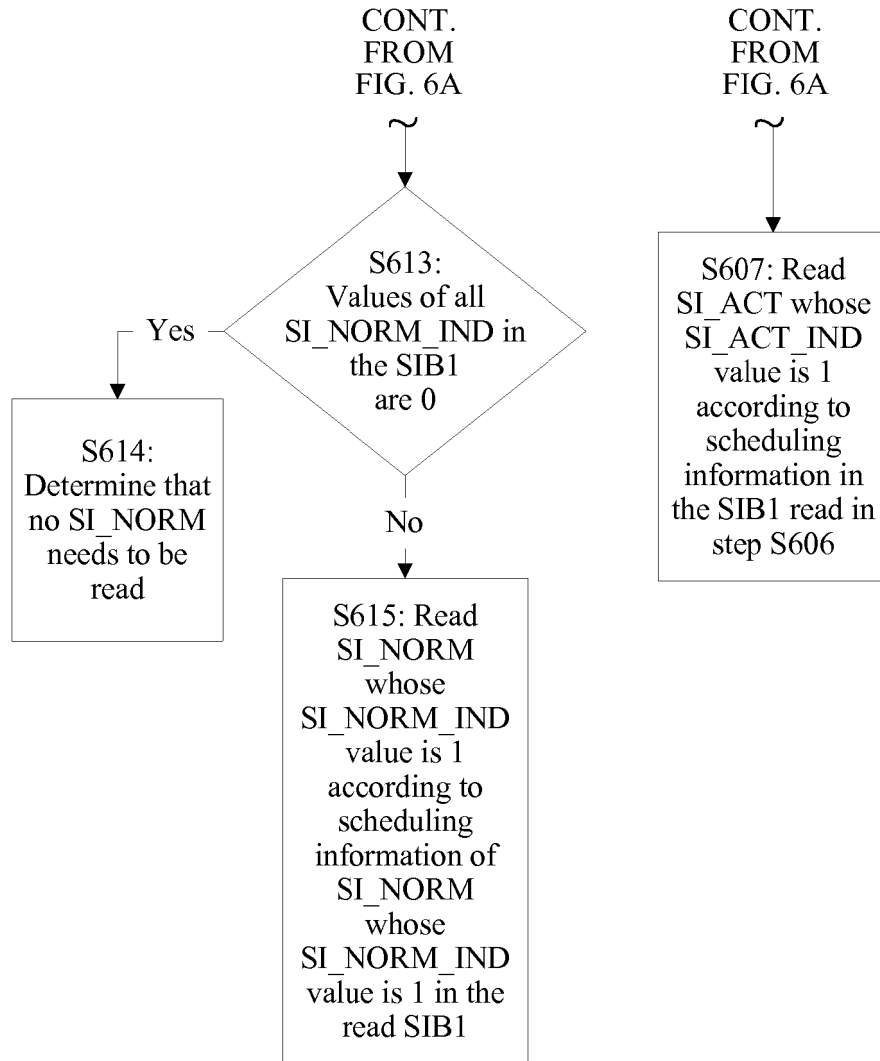 CONT.
FROM
FIG. 6A
~
CONT.
FROM
FIG. 6A
~
S613:
Values of all
SI_NORM_IND in
the SIB1
are 0
Yes
S614:
Determine that
no SI_NORM
needs to be
read
No
S615: Read
SI_NORM
whose
SI_NORM_IND
value is 1
according to
scheduling
information of
SI_NORM
whose
SI_NORM_IND
value is 1 in the
read SIB1
S607: Read
SI_ACT whose
SI_ACT_IND
value is 1
according to
scheduling
information in
the SIB1 read in
step S606